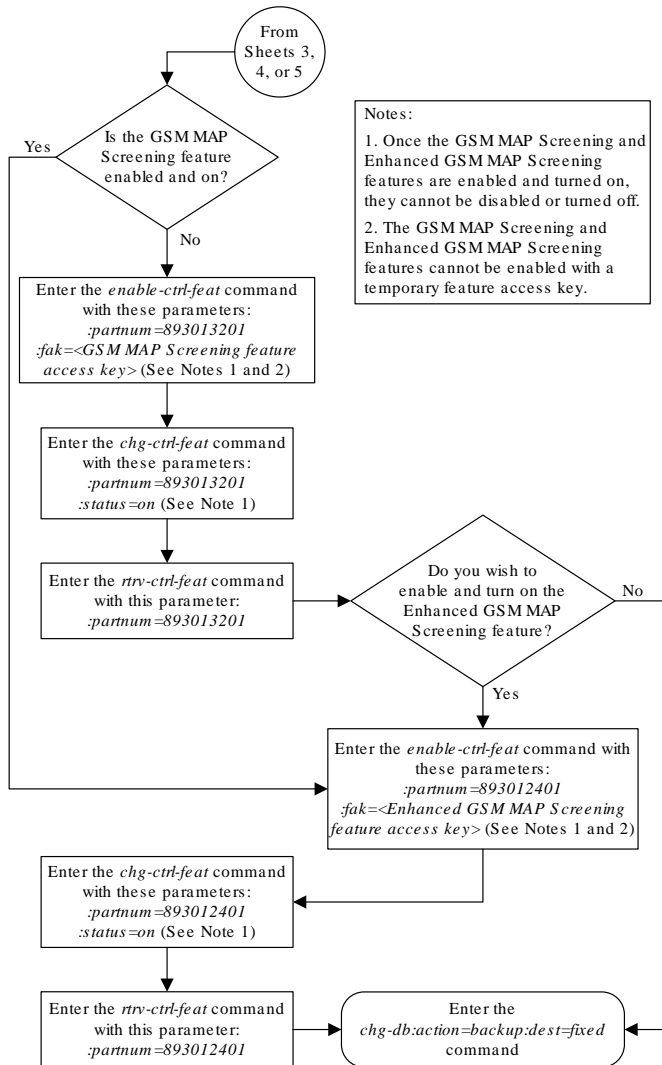 From
Sheets 3,
4, or 5
Is the GSM MAP
Screening feature
enabled and on?
Yes
No
Notes:
1. Once the GSM MAP Screening and
Enhanced GSM MAP Screening
features are enabled and turned on,
they cannot be disabled or turned off.
2. The GSM MAP Screening and
Enhanced GSM MAP Screening
features cannot be enabled with a
temporary feature access key.
Enter the enable-ctrl-feat command
with these parameters:
:partnum=893013201
:fak=<GSM MAP Screening feature
access key> (See Notes 1 and 2)
Enter the chg-ctrl-feat command
with these parameters:
:partnum=893013201
:status=on (See Note 1)
Enter the rtrv-ctrl-feat command
with this parameter:
:partnum=893013201
Do you wish to
enable and turn on the
Enhanced GSM MAP
Screening feature?
No
Yes
Enter the enable-ctrl-feat command with
these parameters:
:partnum=893012401
:fak=<Enhanced GSM MAP Screening
feature access key> (See Notes 1 and 2)
Enter the chg-ctrl-feat command
with these parameters:
:partnum=893012401
:status=on (See Note 1)
Enter the rtrv-ctrl-feat command
with this parameter:
:partnum=893012401
Enter the
chg-db:action=backup:dest=fixed
command